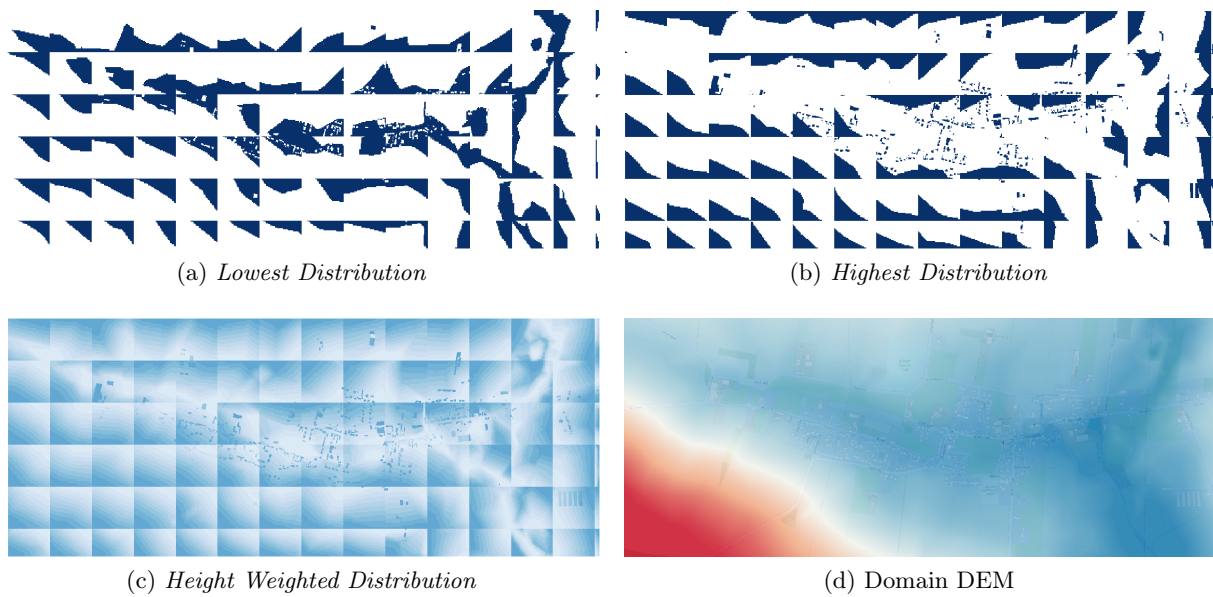 (a) Lowest Distribution
(b) Highest Distribution
(c) Height Weighted Distribution
(d) Domain DEM